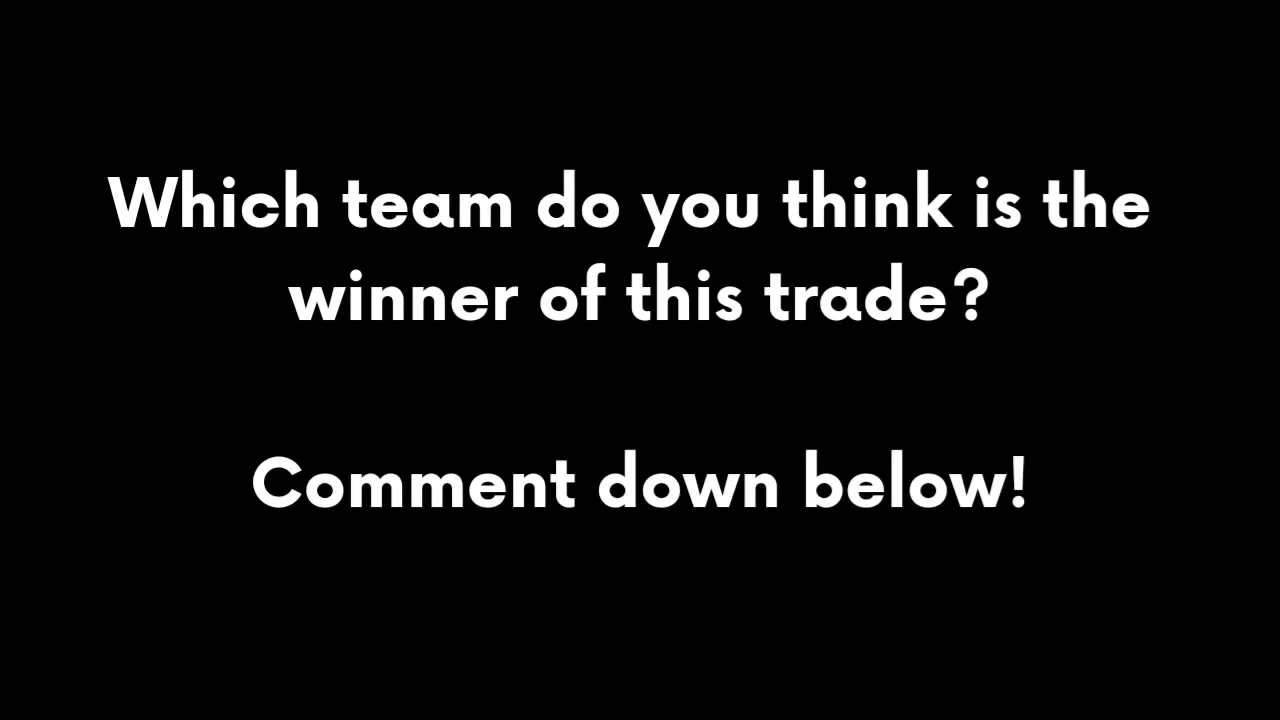 Which team do you think is the
winner of this trade?
Comment down below!